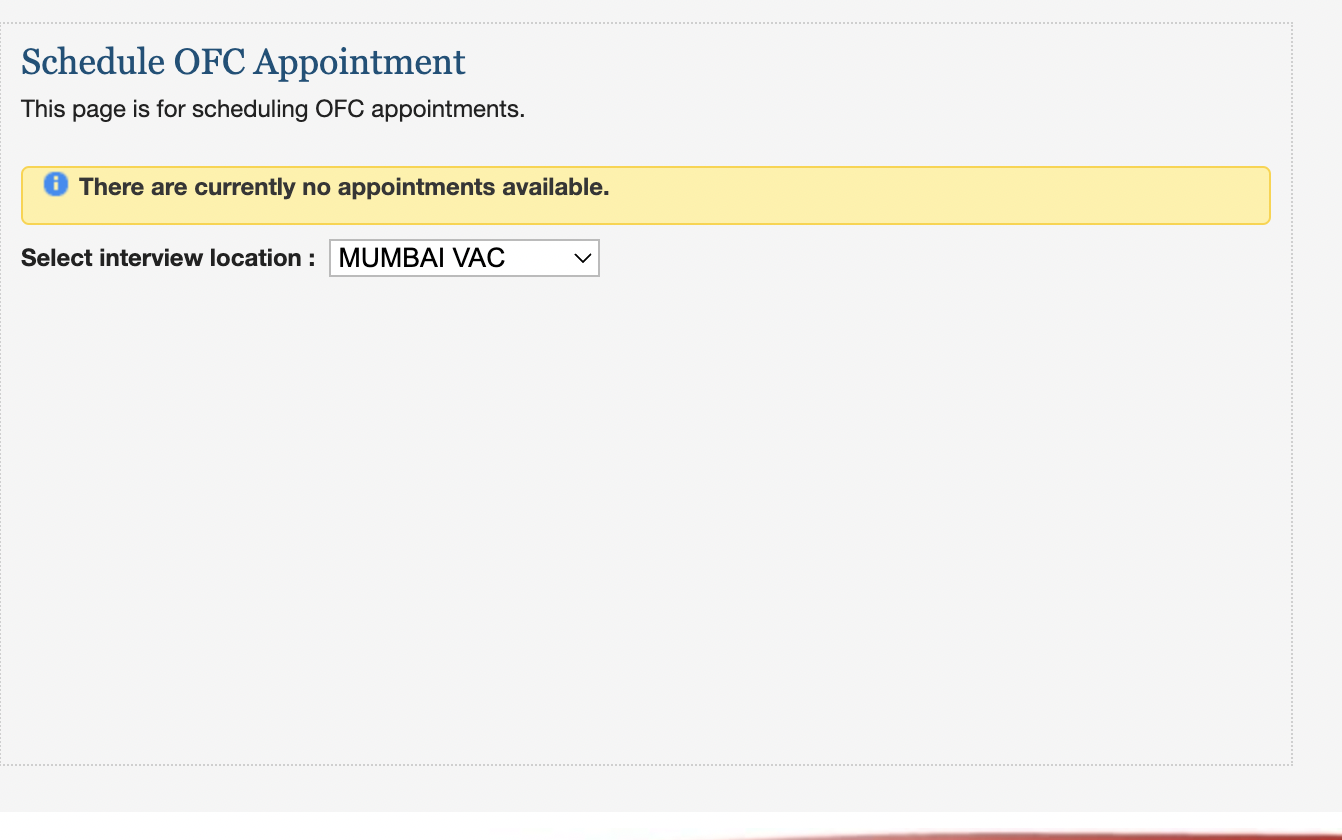 Schedule OFC Appointment
This page is for scheduling OFC appointments.
There are currently no appointments available.
Select interview location : MUMBAI VAC